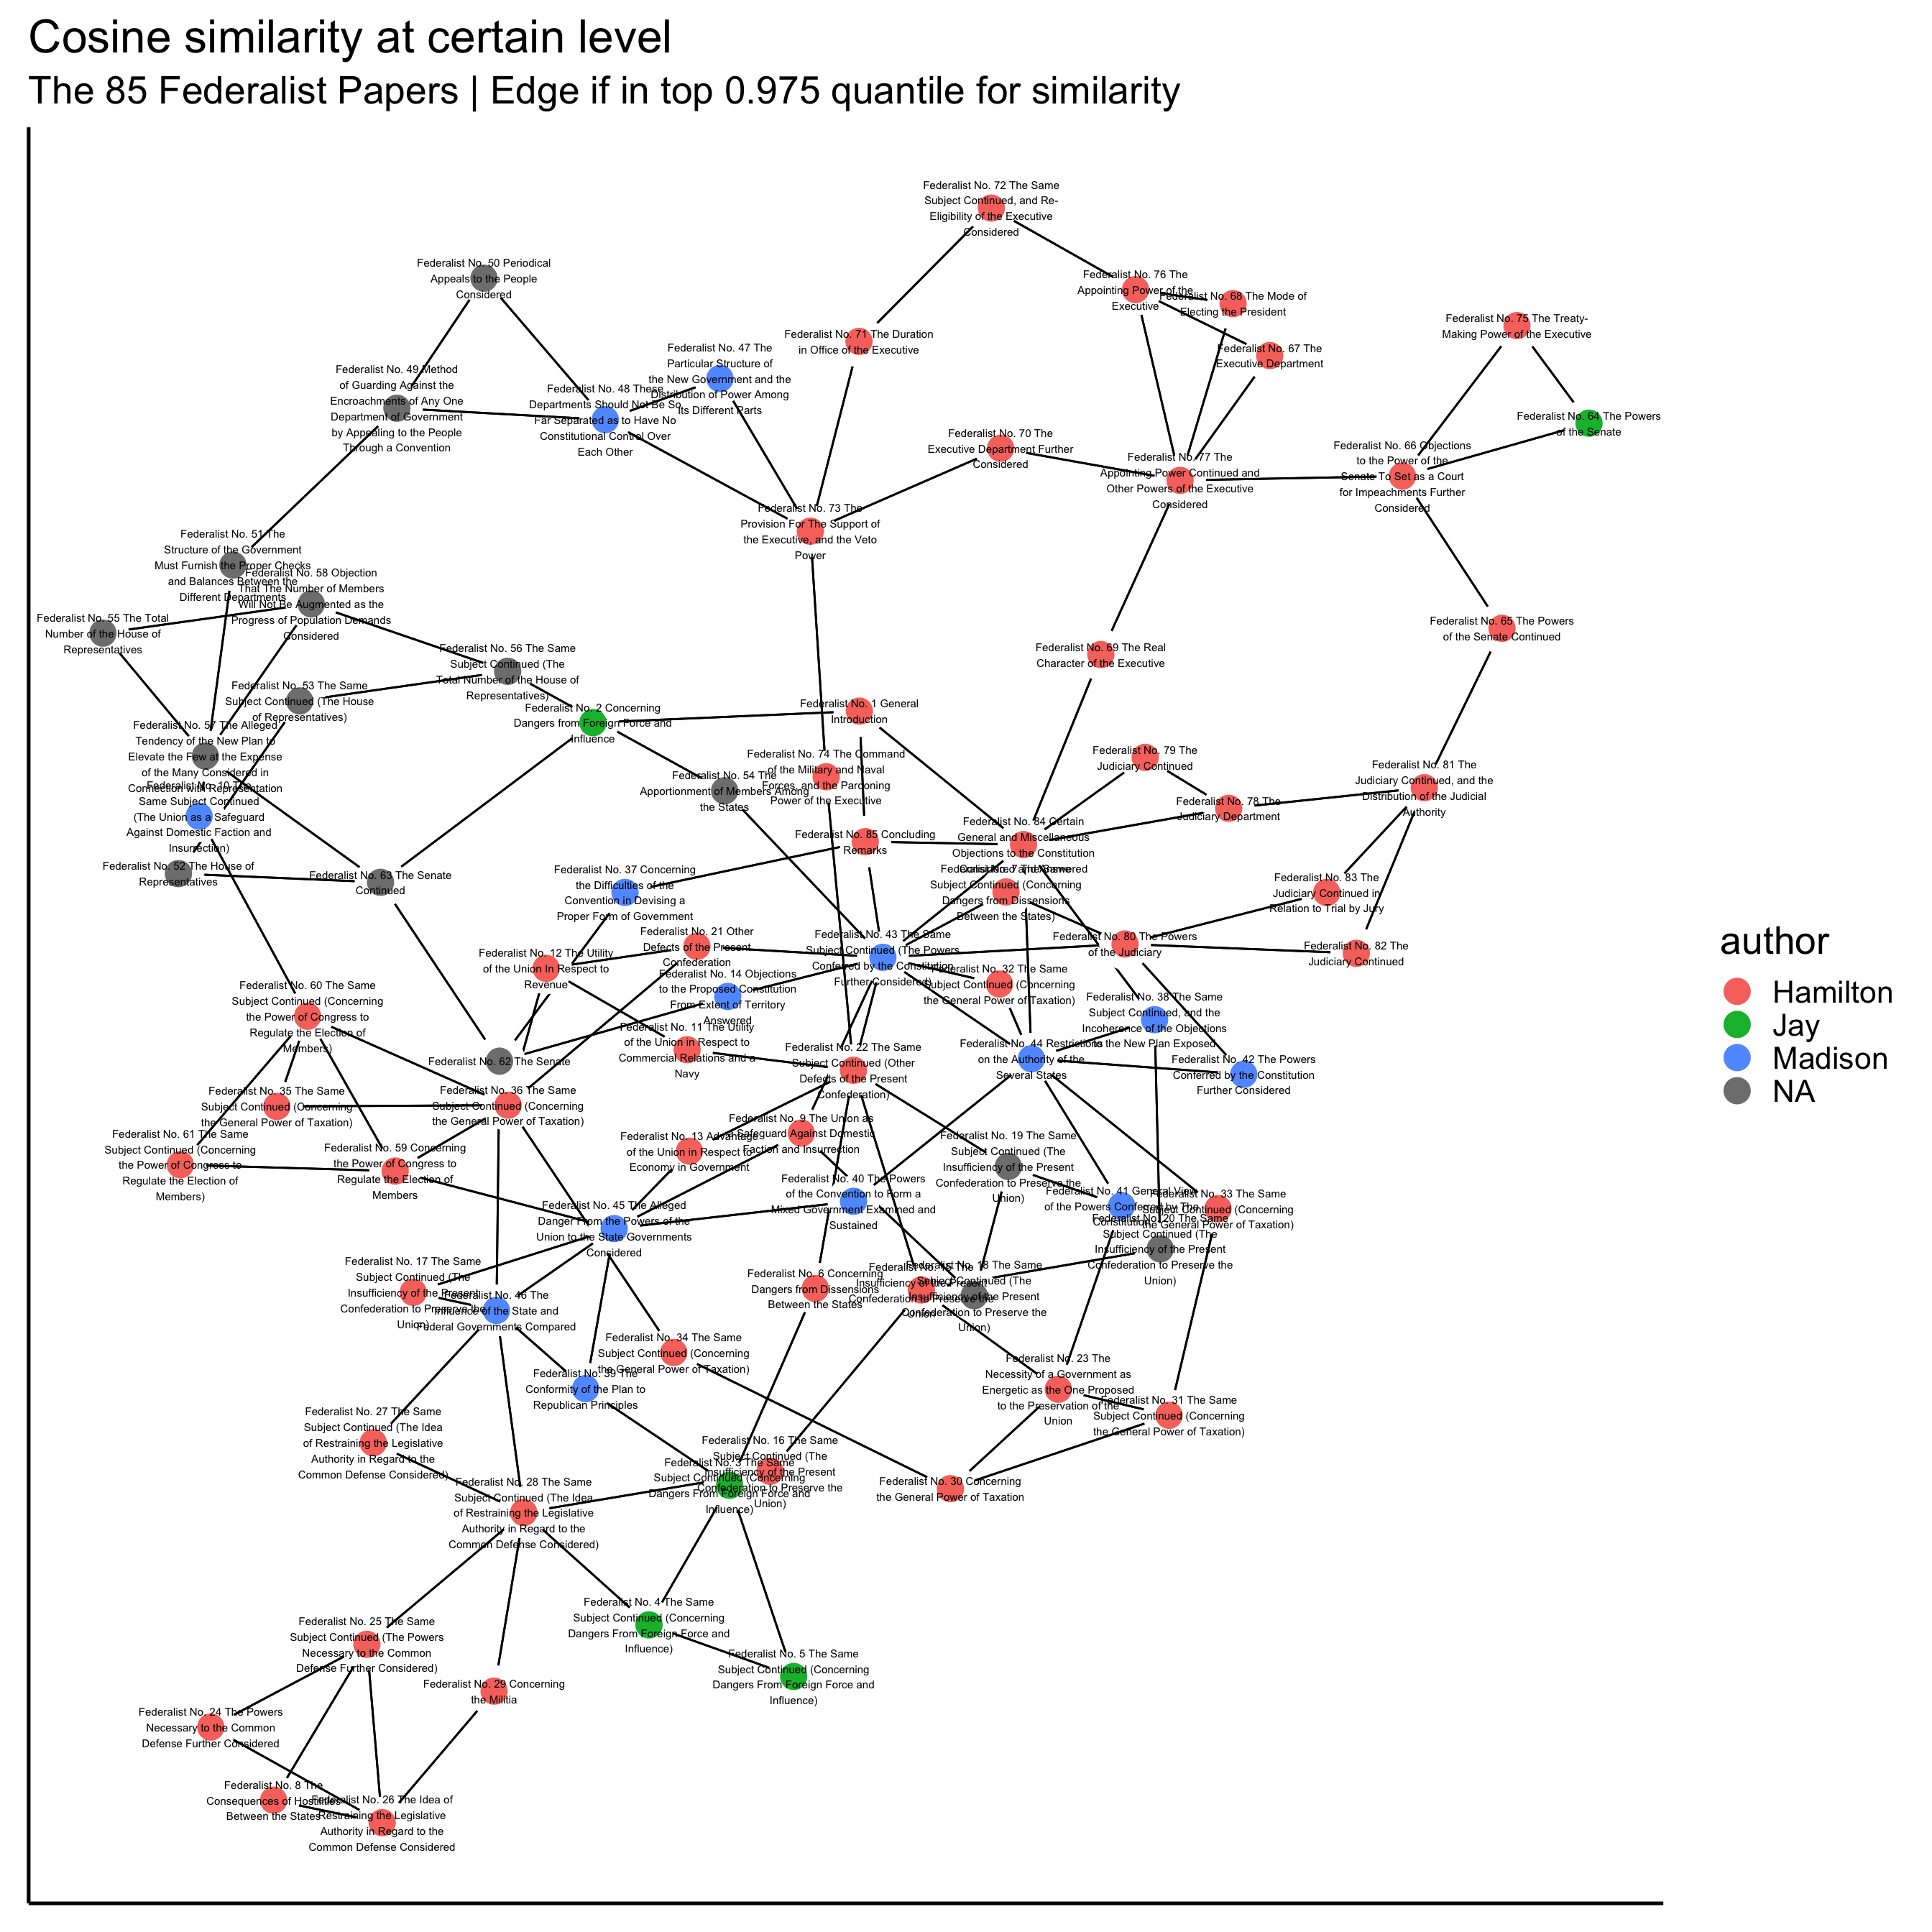 Cosine similarity at certain level
The 85 Federalist Papers | Edge if in top 0.975 quantile for similarity
Federalist No. 72 The Same
Subject Continued, and Re-
Eligibility of the Executive
Considered
Federalist No. 50 Periodical
Appeals to the People
Considered
Federalist No. 76 The
Appointing Power of the
Executive
Federalist No. 68 The Mode of
Electing the President
Federalist No. 75 The Treaty-
Making Power of the Executive
Federalist No. 71 The Duration
in Office of the Executive
Federalist No. 47 The
Particular Structure of
the New Government and the
Distribution of Power Among
Its Different Parts
Federalist No. 67 The
Executive Department
Federalist No. 49 Method
of Guarding Against the
Encroachments of Any One
Department of Government
by Appealing to the People
Through a Convention
Federalist No. 48 These
Departments Should Not Be So
Far Separated as to Have No
Constitutional Control Over
Each Other
Federalist No. 64 The Powers
of the Senate
Federalist No. 70 The
Executive Department Further
Considered
Federalist No. 66 Objections
to the Power of the
Senate To Set as a Court
for Impeachments Further
Considered
Federalist No. 77 The
Appointing Power Continued and
Other Powers of the Executive
Considered
Federalist No. 73 The
Provision For The Support of
the Executive, and the Veto
Power
Federalist No. 51 The
Structure of the Government
Must Furnish the Proper Checks
and Balances Between the
Different Departments
Federalist No. 58 Objection
That The Number of Members
Will Not Be Augmented as the
Progress of Population Demands
Considered
Federalist No. 55 The Total
Number of the House of
Representatives
Federalist No. 65 The Powers
of the Senate Continued
Federalist No. 56 The Same
Subject Continued (The
Total Number of the House of
Representatives)
Federalist No. 69 The Real
Character of the Executive
Federalist No. 53 The Same
Subject Continued (The House
of Representatives)
Federalist No. 2 Concerning
Dangers from Foreign Force and
Influence
Federalist No. 1 General
Introduction
Federalist No. 57 The Alleged
Tendency of the New Plan to
Elevate the Few at the Expense
of the Many Considered in
Connection with Representation
Federalist No. 10 The
Same Subject Continued
(The Union as a Safeguard
Against Domestic Faction and
Insurrection)
Federalist No. 74 The Command
of the Military and Naval
Forces, and the Pardoning
Power of the Executive
Federalist No. 79 The
Judiciary Continued
Federalist No. 81 The
Judiciary Continued, and the
Distribution of the Judicial
Authority
Federalist No. 54 The
Apportionment of Members Among
the States
Federalist No. 78 The
Judiciary Department
Federalist No. 84 Certain
General and Miscellaneous
Objections to the Constitution
Considered and Answered
Federalist No. 85 Concluding
Remarks
Federalist No. 52 The House of
Representatives
Federalist No. 63 The Senate
Continued
Federalist No. 37 Concerning
the Difficulties of the
Convention in Devising a
Proper Form of Government
Federalist No. 7 The Same
Subject Continued (Concerning
Dangers from Dissensions
Between the States)
Federalist No. 83 The
Judiciary Continued in
Relation to Trial by Jury
Federalist No. 21 Other
Defects of the Present
Confederation
Federalist No. 43 The Same
Subject Continued (The Powers
Conferred by the Constitution
Further Considered)
Federalist No. 80 The Powers
of the Judiciary
Federalist No. 82 The
Judiciary Continued
Federalist No. 12 The Utility
of the Union In Respect to
Revenue
Federalist No. 14 Objections
to the Proposed Constitution
From Extent of Territory
Answered
Federalist No. 32 The Same
Subject Continued (Concerning
the General Power of Taxation)
Federalist No. 60 The Same
Subject Continued (Concerning
the Power of Congress to
Regulate the Election of
Members)
Federalist No. 38 The Same
Subject Continued, and the
Incoherence of the Objections
to the New Plan Exposed
Federalist No. 11 The Utility
of the Union in Respect to
Commercial Relations and a
Navy
Federalist No. 62 The Senate
Federalist No. 22 The Same
Subject Continued (Other
Defects of the Present
Confederation)
Federalist No. 44 Restrictions
on the Authority of the
Several States
Federalist No. 42 The Powers
Conferred by the Constitution
Further Considered
Federalist No. 35 The Same
Subject Continued (Concerning
the General Power of Taxation)
Federalist No. 36 The Same
Subject Continued (Concerning
the General Power of Taxation)
Federalist No. 61 The Same
Subject Continued (Concerning
the Power of Congress to
Regulate the Election of
Members)
Federalist No. 59 Concerning
the Power of Congress to
Regulate the Election of
Members
Federalist No. 13 Advantage
of the Union in Respect to
Economy in Government
Federalist No. 9 The Union as
a Safeguard Against Domestic
Faction and Insurrection
Federalist No. 19 The Same
Subject Continued (The
Insufficiency of the Present
Confederation to Preserve the
Union)
Federalist No. 40 The Powers
of the Convention to Form a
Mixed Government Examined and
Sustained
Federalist No. 41 General View
of the Powers Conferred by The
Constitution
Federalist No. 33 The Same
Subject Continued (Concerning
the General Power of Taxation)
Federalist No. 45 The Alleged
Danger From the Powers of the
Union to the State Governments
Considered
Federalist No. 20 The Same
Subject Continued (The
Insufficiency of the Present
Confederation to Preserve the
Union)
Federalist No. 17 The Same
Subject Continued (The
Insufficiency of the Present
Confederation to Preserve the
Union)
Federalist No. 46 The
Influence of the State and
Federal Governments Compared
Federalist No. 6 Concerning
Dangers from Dissensions
Between the States
Federalist No. 15 The
Insufficiency of the Present
Confederation to Preserve the
Union
Federalist No. 18 The Same
Subject Continued (The
Insufficiency of the Present
Confederation to Preserve the
Union)
Federalist No. 34 The Same
Subject Continued (Concerning
the General Power of Taxation)
Federalist No. 39 The
Conformity of the Plan to
Republican Principles
Federalist No. 23 The
Necessity of a Government as
Energetic as the One Proposed
to the Preservation of the
Union
Federalist No. 31 The Same
Subject Continued (Concerning
the General Power of Taxation)
Federalist No. 27 The Same
Subject Continued (The Idea
of Restraining the Legislative
Authority in Regard to the
Common Defense Considered)
Federalist No. 16 The Same
Subject Continued (The
Insufficiency of the Present
Confederation to Preserve the
Union)
Federalist No. 3 The Same
Subject Continued (Concerning
Dangers From Foreign Force and
Influence)
Federalist No. 28 The Same
Subject Continued (The Idea
of Restraining the Legislative
Authority in Regard to the
Common Defense Considered)
Federalist No. 30 Concerning
the General Power of Taxation
Federalist No. 4 The Same
Subject Continued (Concerning
Dangers From Foreign Force and
Influence)
Federalist No. 25 The Same
Subject Continued (The Powers
Necessary to the Common
Defense Further Considered)
Federalist No. 5 The Same
Subject Continued (Concerning
Dangers From Foreign Force and
Influence)
Federalist No. 29 Concerning
the Militia
Federalist No. 24 The Powers
Necessary to the Common
Defense Further Considered
Federalist No. 8 The
Consequences of Hostilities
Between the States
Federalist No. 26 The Idea of
Restraining the Legislative
Authority in Regard to the
Common Defense Considered
author
Hamilton
Jay
Madison
NA